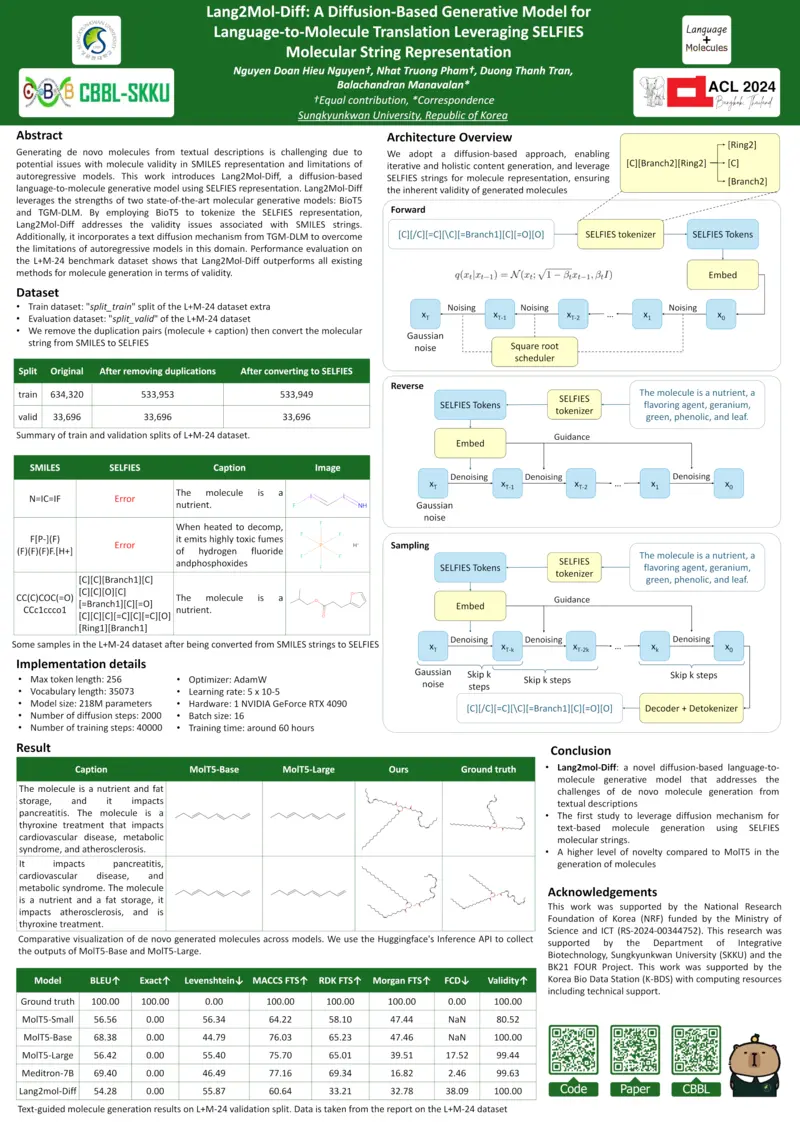 Lang2Mol-Diff: A Diffusion-Based Generative Model for
Language-to-Molecule Translation Leveraging SELFIES
Molecular String Representation
Nguyen Doan Hieu Nguyen†, Nhat Truong Pham†, Duong Thanh Tran,
Balachandran Manavalan*
†Equal contribution, *Correspondence
Sungkyunkwan University, Republic of Korea
CBBL-SKKU
Language
+
Molecules
ACL 2024
Bangkok, Thailand
Abstract
Generating de novo molecules from textual descriptions is challenging due to
potential issues with molecule validity in SMILES representation and limitations of
autoregressive models. This work introduces Lang2Mol-Diff, a diffusion-based
language-to-molecule generative model using SELFIES representation. Lang2Mol-Diff
leverages the strengths of two state-of-the-art molecular generative models: BioT5
and TGM-DLM. By employing BioT5 to tokenize the SELFIES representation,
Lang2Mol-Diff addresses the validity issues associated with SMILES strings.
Additionally, it incorporates a text diffusion mechanism from TGM-DLM to overcome
the limitations of autoregressive models in this domain. Performance evaluation on
the L+M-24 benchmark dataset shows that Lang2Mol-Diff outperforms all existing
methods for molecule generation in terms of validity.
Dataset
• Train dataset: "split_train" split of the L+M-24 dataset extra
• Evaluation dataset: "split_valid" of the L+M-24 dataset
• We remove the duplication pairs (molecule + caption) then convert the molecular
string from SMILES to SELFIES
Split Original After removing duplications After converting to SELFIES
train 634,320 533,953 533,949
valid 33,696 33,696 33,696
Summary of train and validation splits of L+M-24 dataset.
SMILES SELFIES Caption Image
N=IC=IF Error The molecule is a
nutrient.
F NH
F[P-](F)
(F)(F)(F)F.[H+]
Error
When heated to decomp,
it emits highly toxic fumes
of hydrogen fluoride
andphosphoxides
CC(C)COC(=O)
CCc1ccco1
[C][C][Branch1][C]
[C][C][O][C]
[=Branch1][C][=O]
[C][C][C][=C][C][=C][O]
[Ring1][Branch1]
The molecule is a
nutrient.
Some samples in the L+M-24 dataset after being converted from SMILES strings to SELFIES
Implementation details
• Max token length: 256
• Vocabulary length: 35073
• Model size: 218M parameters
• Number of diffusion steps: 2000
• Number of training steps: 40000
• Optimizer: AdamW
• Learning rate: 5 x 10-5
• Hardware: 1 NVIDIA GeForce RTX 4090
• Batch size: 16
• Training time: around 60 hours
Architecture Overview
We adopt a diffusion-based approach, enabling
iterative and holistic content generation, and leverage
SELFIES strings for molecule representation, ensuring
the inherent validity of generated molecules
[C][Branch2][Ring2]
[Ring2]
[C]
[Branch2]
Forward
[C][/C][=C][\C][=Branch1][C][=O][O]
SELFIES tokenizer
SELFIES Tokens
q(xₜ|xₜ₋₁) = 𝒩(xₜ; √1 − βₜxₜ₋₁, βₜI)
Embed
Noising Noising Noising
xT xT-1 xT-2 ... x1 x0
Gaussian
noise
Square root
scheduler
Reverse
SELFIES Tokens
SELFIES
tokenizer
The molecule is a nutrient, a
flavoring agent, geranium,
green, phenolic, and leaf.
Embed
Guidance
Denoising Denoising Denoising
xT xT-1 xT-2 ... x1 x0
Gaussian
noise
Sampling
SELFIES Tokens
SELFIES
tokenizer
The molecule is a nutrient, a
flavoring agent, geranium,
green, phenolic, and leaf.
Embed
Guidance
Denoising Denoising Denoising
xT xT-k xT-2k ... xk x0
Gaussian
noise
Skip k
steps
Skip k steps
Skip k steps
[C][/C][=C][\C][=Branch1][C][=O][O]
Decoder + Detokenizer
Result
Caption MolT5-Base MolT5-Large Ours Ground truth
The molecule is a nutrient and fat
storage, and it impacts
pancreatitis. The molecule is a
thyroxine treatment that impacts
cardiovascular disease, metabolic
syndrome, and atherosclerosis.
It impacts pancreatitis,
cardiovascular disease, and
metabolic syndrome. The molecule
is a nutrient and a fat storage, it
impacts atherosclerosis, and is
thyroxine treatment.
Comparative visualization of de novo generated molecules across models. We use the Huggingface's Inference API to collect
the outputs of MolT5-Base and MolT5-Large.
Model BLEU↑ Exact↑ Levenshtein↓ MACCS FTS↑ RDK FTS↑ Morgan FTS↑ FCD↓ Validity↑
Ground truth 100.00 100.00 0.00 100.00 100.00 100.00 0.00 100.00
MolT5-Small 56.56 0.00 56.34 64.22 58.10 47.44 NaN 80.52
MolT5-Base 68.38 0.00 44.79 76.03 65.23 47.46 NaN 100.00
MolT5-Large 56.42 0.00 55.40 75.70 65.01 39.51 17.52 99.44
Meditron-7B 69.40 0.00 46.49 77.16 69.34 16.82 2.46 99.63
Lang2mol-Diff 54.28 0.00 55.87 60.64 33.21 32.78 38.09 100.00
Text-guided molecule generation results on L+M-24 validation split. Data is taken from the report on the L+M-24 dataset
Conclusion
• Lang2mol-Diff: a novel diffusion-based language-to-
molecule generative model that addresses the
challenges of de novo molecule generation from
textual descriptions
• The first study to leverage diffusion mechanism for
text-based molecule generation using SELFIES
molecular strings.
• A higher level of novelty compared to MolT5 in the
generation of molecules
Acknowledgements
This work was supported by the National Research
Foundation of Korea (NRF) funded by the Ministry of
Science and ICT (RS-2024-00344752). This research was
supported by the Department of Integrative
Biotechnology, Sungkyunkwan University (SKKU) and the
BK21 FOUR Project. This work was supported by the
Korea Bio Data Station (K-BDS) with computing resources
including technical support.
Code Paper CBBL